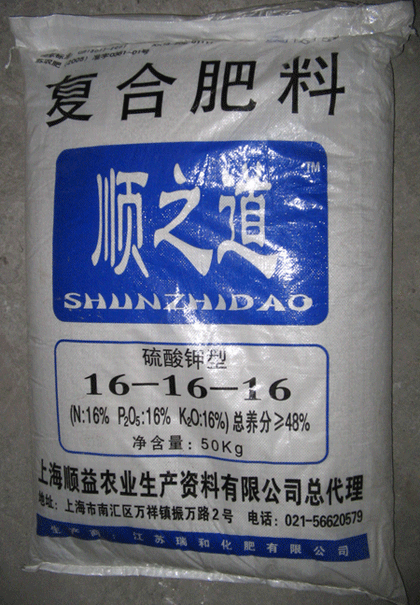 复合肥料
TM
顺之道
SHUNZHIDAO
硫酸钾型
16-16-16
(N:16% P₂O₅:16% K₂O:16%) 总养分≥48%
净含量: 50Kg
上海顺益农业生产资料有限公司总代理
地址: 上海市南汇区万祥镇振万路2号 电话: 021-56620579
生产商: 江苏瑞和化肥有限公司